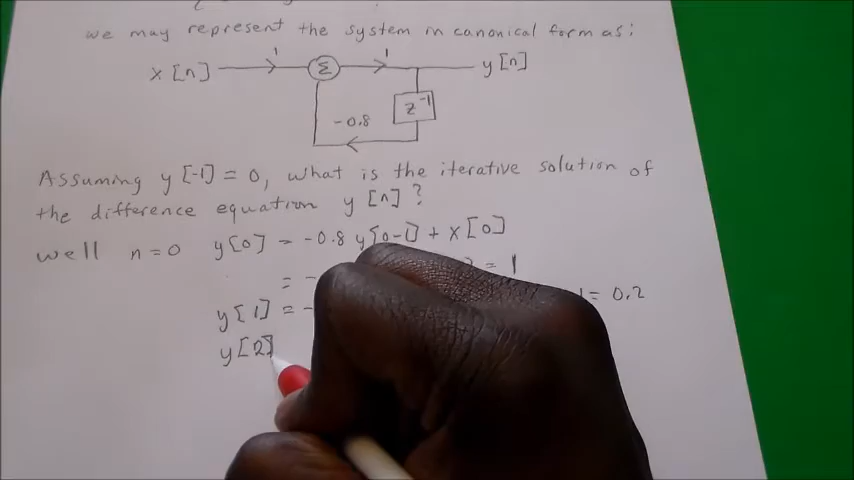 we may represent the system in canonical form as:
x[n] 1 Σ 1 y[n]
z⁻¹
-0.8
Assuming y[-1] = 0, what is the iterative solution of
the difference equation y[n]?
well n=0 y[0] = -0.8 y[0-1] + x[0]
= - = 1
y[1] = - 1 = 0.2
y[2]